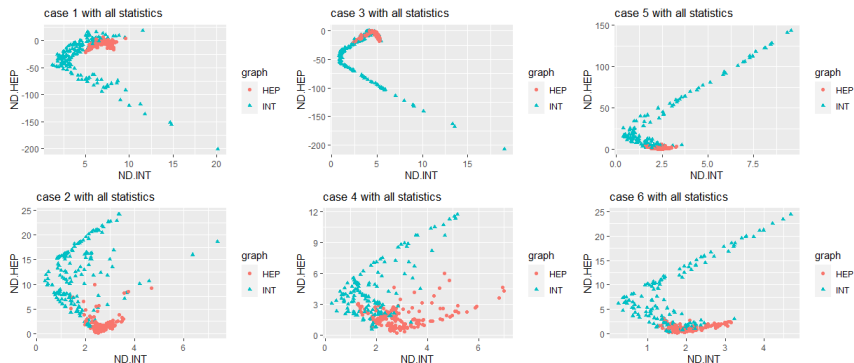 case 1 with all statistics
case 3 with all statistics
case 5 with all statistics
ND.HEP
0
-50
-100
-150
-200
5
10
15
20
ND.INT
graph
HEP
INT
ND.HEP
0
-50
-100
-150
-200
0
5
10
15
ND.INT
graph
HEP
INT
ND.HEP
150
100
50
0
0.0
2.5
5.0
7.5
ND.INT
graph
HEP
INT
case 2 with all statistics
case 4 with all statistics
case 6 with all statistics
ND.HEP
25
20
15
10
5
0
0
2
4
6
ND.INT
graph
HEP
INT
ND.HEP
12
9
6
3
0
0
2
4
6
ND.INT
graph
HEP
INT
ND.HEP
25
20
15
10
5
0
1
2
3
4
ND.INT
graph
HEP
INT